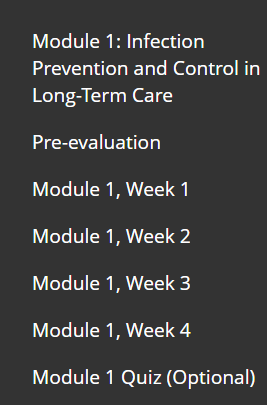 Module 1: Infection
Prevention and Control in
Long-Term Care
Pre-evaluation
Module 1, Week 1
Module 1, Week 2
Module 1, Week 3
Module 1, Week 4
Module 1 Quiz (Optional)